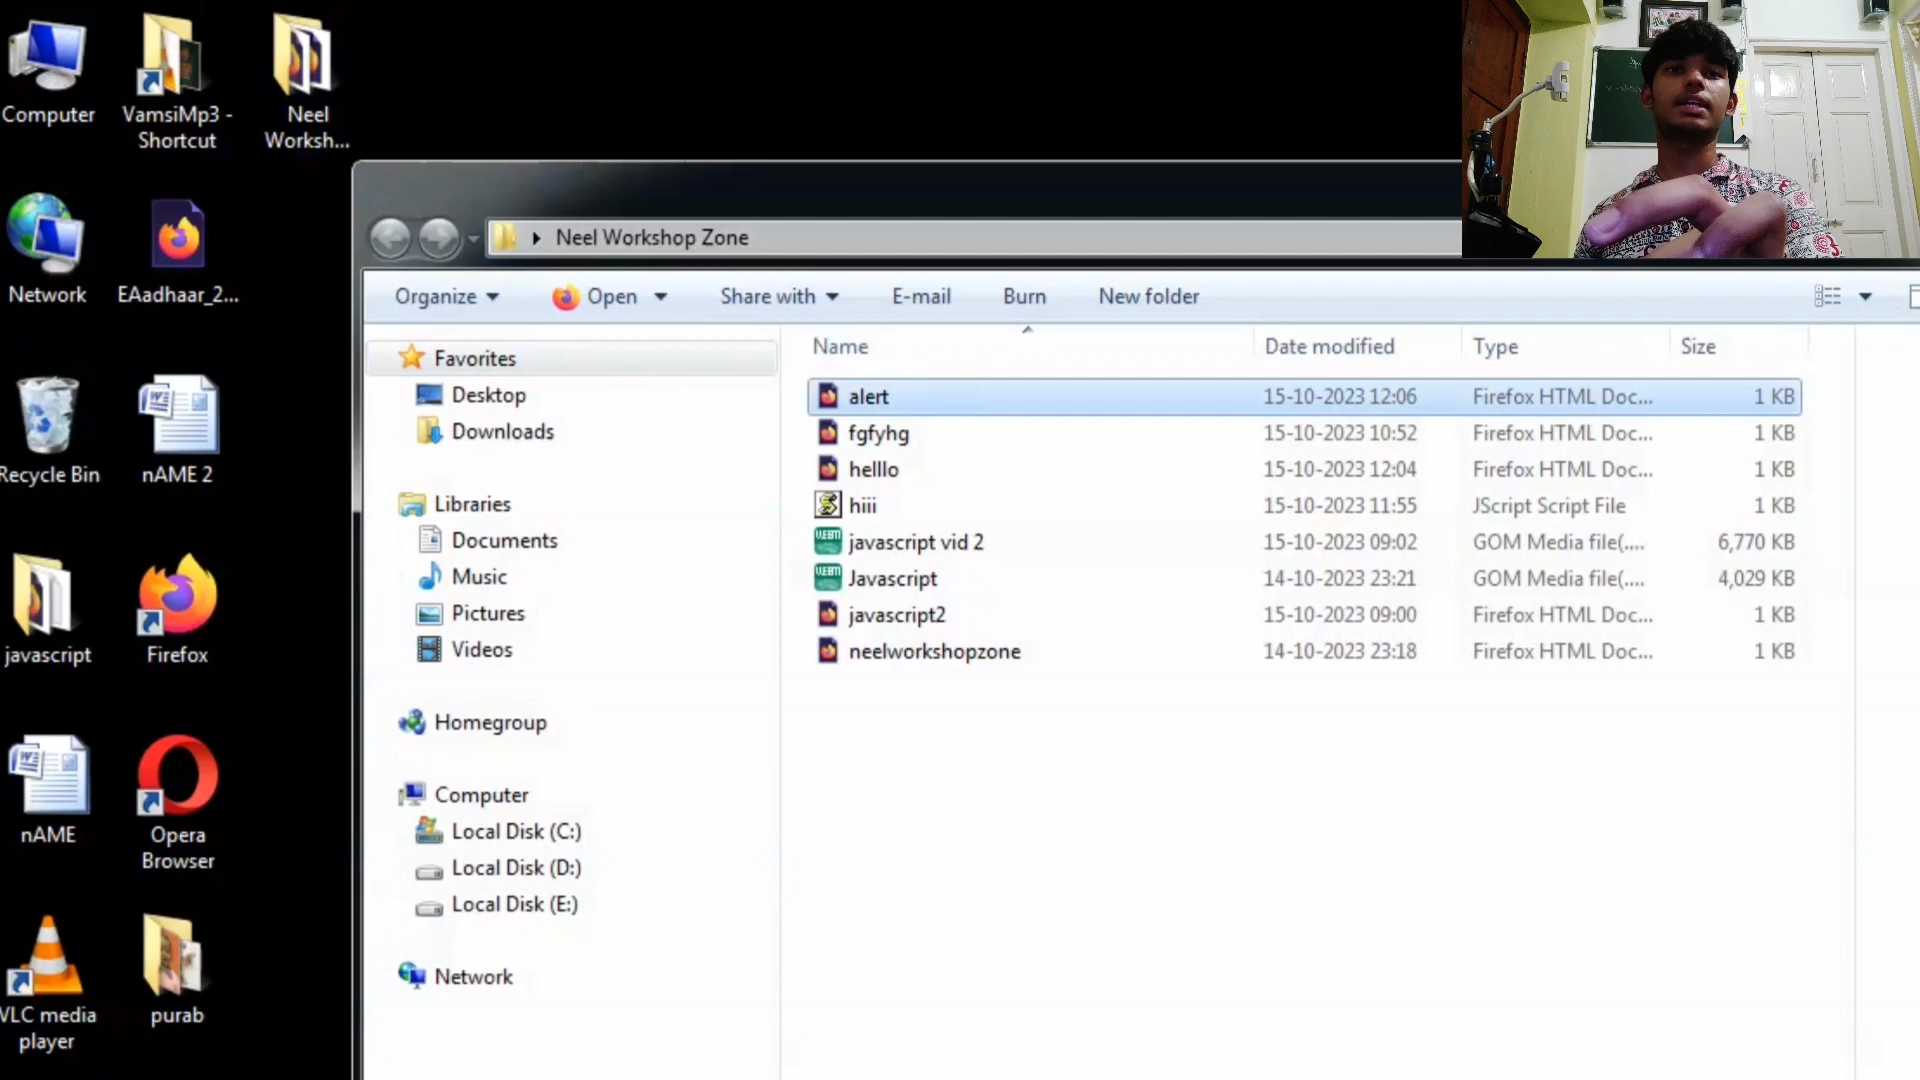 Computer
VamsiMp3 -
Shortcut
Neel
Worksh...
Network
EAadhaar_2...
Recycle Bin
nAME 2
javascript
Firefox
nAME
Opera
Browser
VLC media
player
purab
Neel Workshop Zone
Organize
Open
Share with
E-mail
Burn
New folder
Favorites
Desktop
Downloads
Libraries
Documents
Music
Pictures
Videos
Homegroup
Computer
Local Disk (C:)
Local Disk (D:)
Local Disk (E:)
Network
Name Date modified Type Size
alert 15-10-2023 12:06 Firefox HTML Doc... 1 KB
fgfyhg 15-10-2023 10:52 Firefox HTML Doc... 1 KB
helllo 15-10-2023 12:04 Firefox HTML Doc... 1 KB
hiii 15-10-2023 11:55 JScript Script File 1 KB
javascript vid 2 15-10-2023 09:02 GOM Media file(.... 6,770 KB
Javascript 14-10-2023 23:21 GOM Media file(.... 4,029 KB
javascript2 15-10-2023 09:00 Firefox HTML Doc... 1 KB
neelworkshopzone 14-10-2023 23:18 Firefox HTML Doc... 1 KB